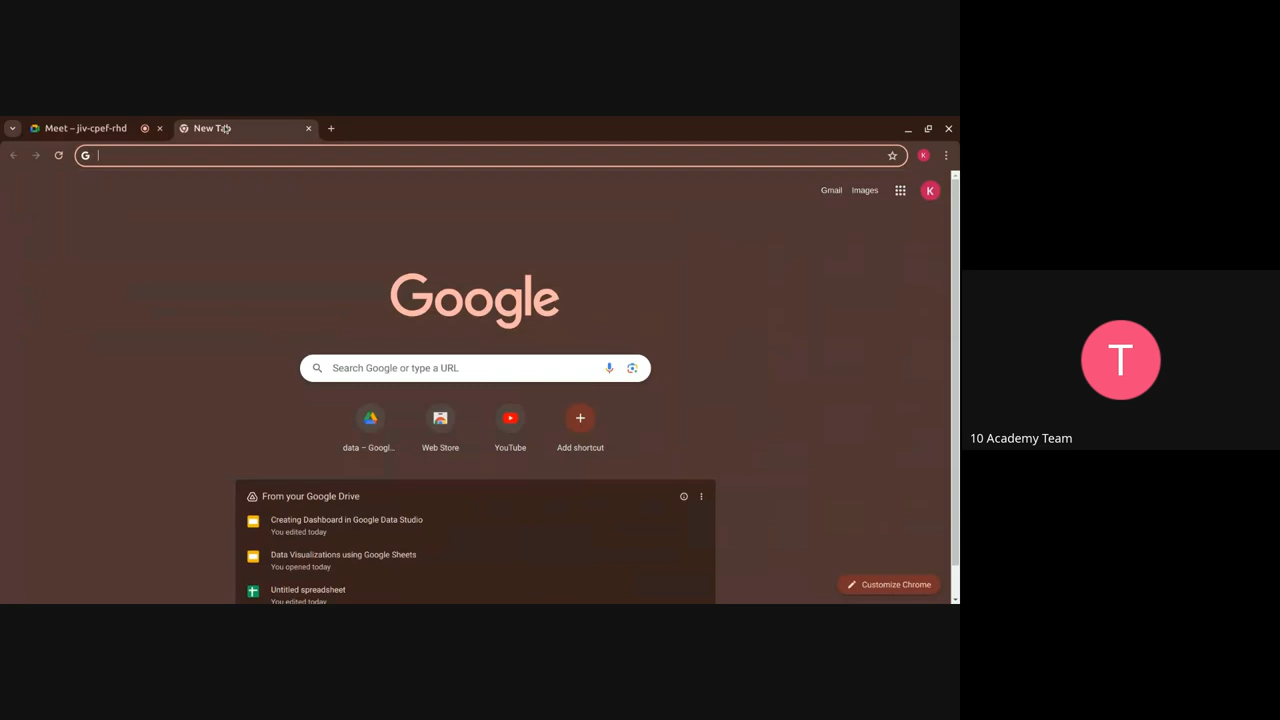 Meet – jiv-cpef-rhd
New Tab
G
K
Gmail
Images
K
Google
Search Google or type a URL
data – Googl...
Web Store
YouTube
Add shortcut
From your Google Drive
Creating Dashboard in Google Data Studio
You edited today
Data Visualizations using Google Sheets
You opened today
Untitled spreadsheet
You edited today
Customize Chrome
T
10 Academy Team